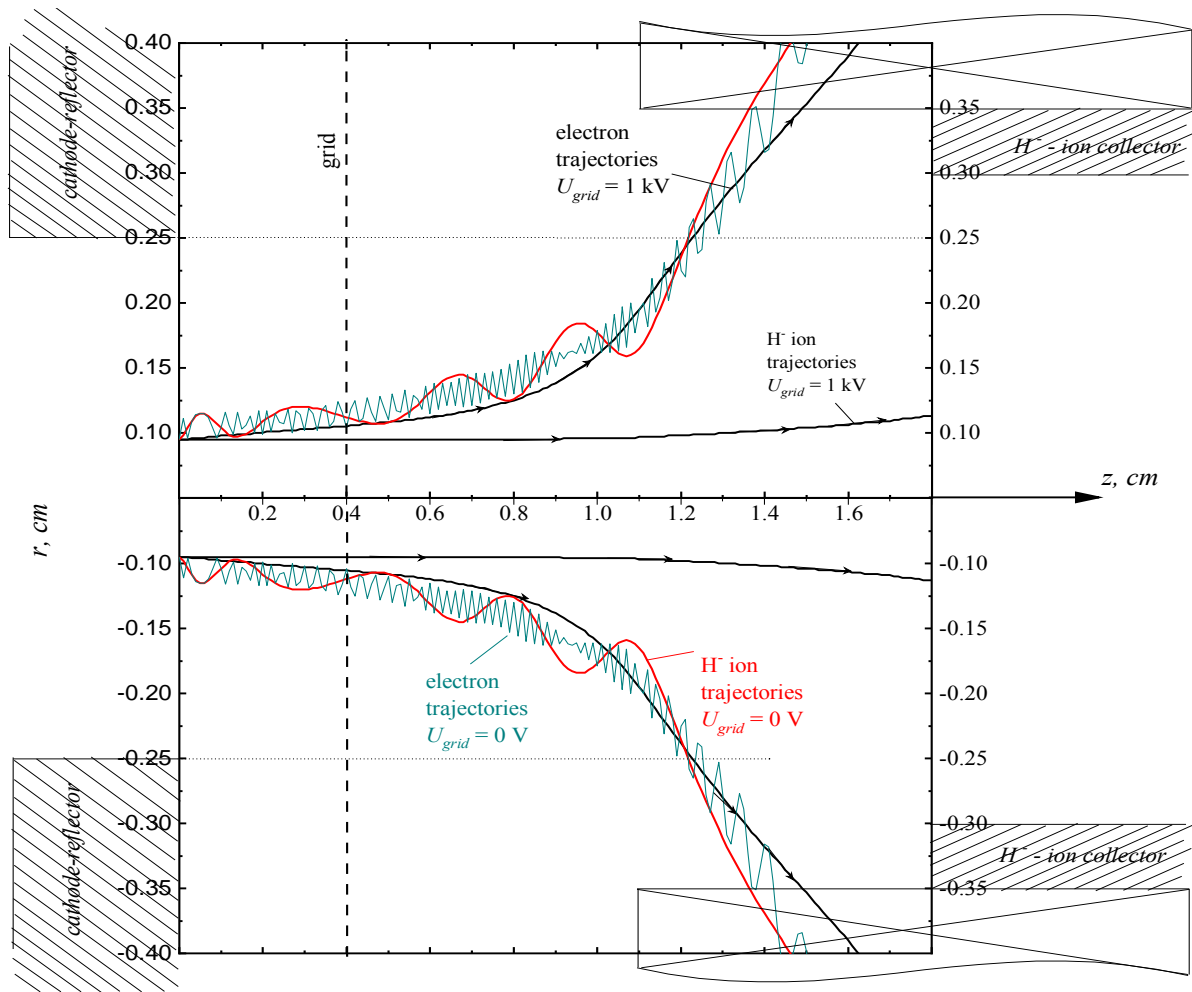 0.40
0.35
0.30
0.25
0.20
0.15
0.10
cathode-reflector
grid
electron
trajectories
U_grid = 1 kV
0.35
H⁻ - ion collector
0.30
0.25
0.20
0.15
0.10
H⁻ ion
trajectories
U_grid = 1 kV
z, cm
0.2 0.4 0.6 0.8 1.0 1.2 1.4 1.6
r, cm
-0.10
-0.15
-0.20
-0.25
-0.30
-0.35
-0.40
electron
trajectories
U_grid = 0 V
H⁻ ion
trajectories
U_grid = 0 V
cathode-reflector
-0.10
-0.15
-0.20
-0.25
-0.30
H⁻ - ion collector
-0.35